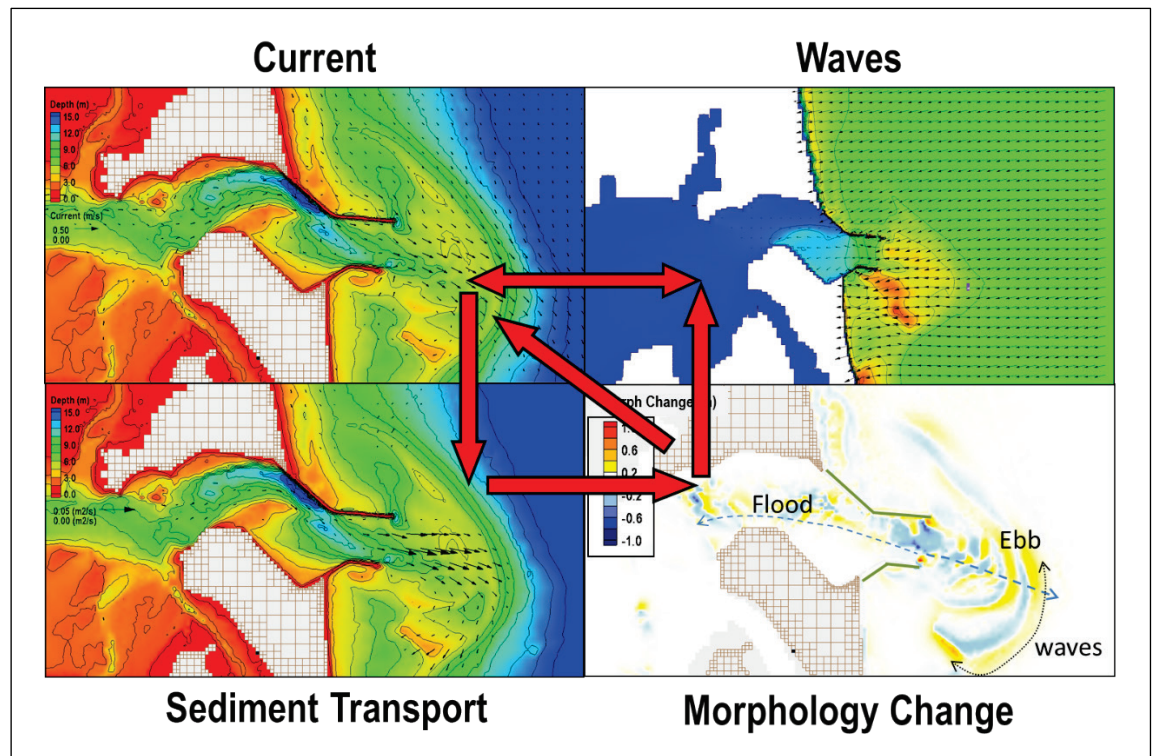 Current
Waves
Depth (m)
15.0
12.0
9.0
6.0
3.0
0.0
Current (m/s)
0.50
0.00
Depth (m)
15.0
12.0
9.0
6.0
3.0
0.0
0.05 (m2/s)
0.00 (m2/s)
0.6
0.2
-0.2
-0.6
-1.0
Flood
Ebb
waves
Sediment Transport
Morphology Change